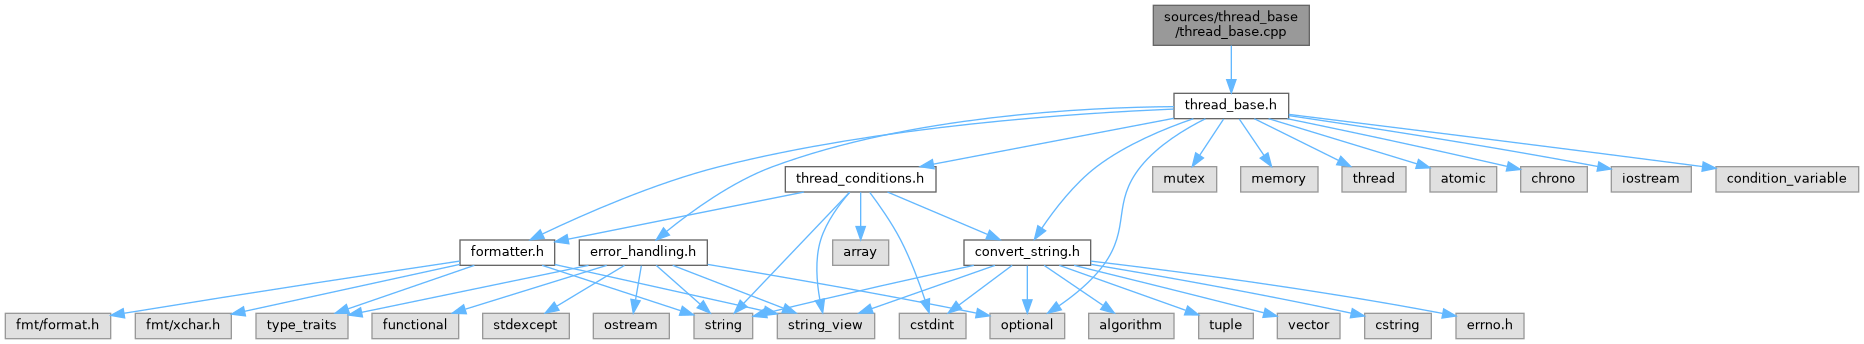 sources/thread_base
/thread_base.cpp
thread_base.h
thread_conditions.h
mutex
memory
thread
atomic
chrono
iostream
condition_variable
formatter.h
error_handling.h
array
convert_string.h
fmt/format.h
fmt/xchar.h
type_traits
functional
stdexcept
ostream
string
string_view
cstdint
optional
algorithm
tuple
vector
cstring
errno.h